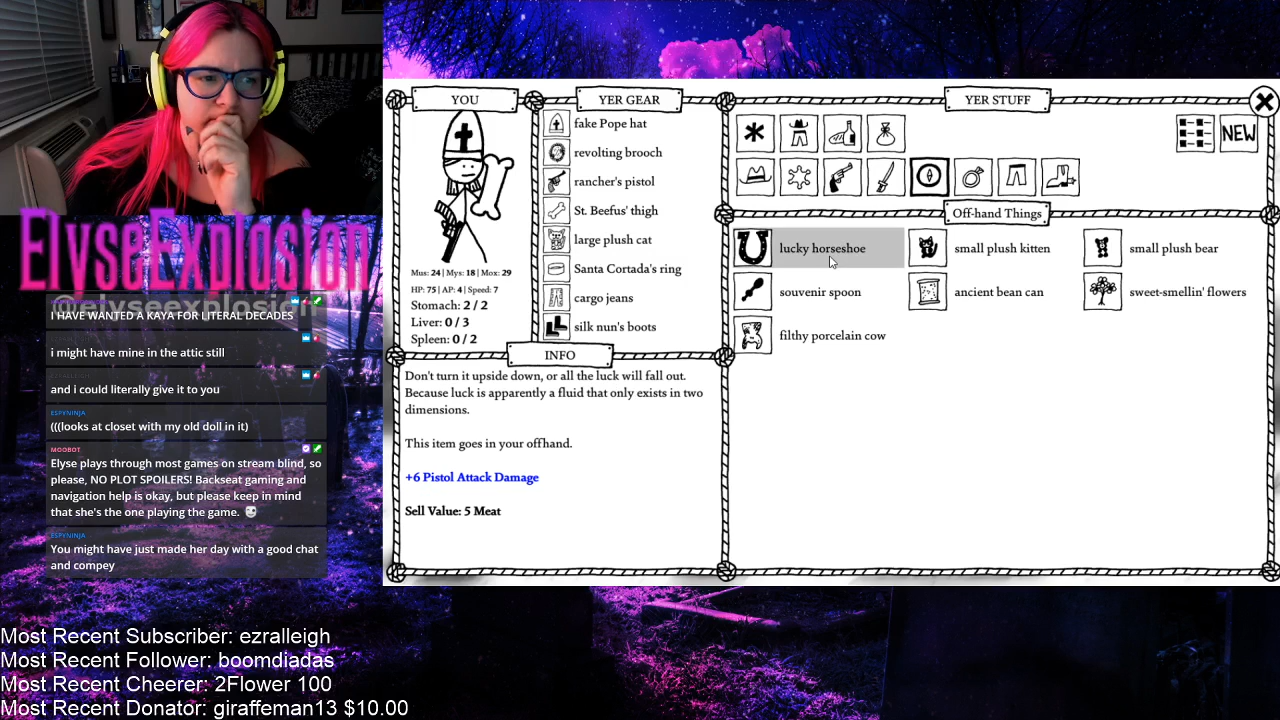 ElyseExplosion
elyseexplosion
I HAVE WANTED A KAYA FOR LITERAL DECADES
i might have mine in the attic still
and i could literally give it to you
ESPYNINJA
(((looks at closet with my old doll in it)
MOOBOT
Elyse plays through most games on stream blind, so
please, NO PLOT SPOILERS! Backseat gaming and
navigation help is okay, but please keep in mind
that she's the one playing the game.
ESPYNINJA
You might have just made her day with a good chat
and compey
Most Recent Subscriber: ezralleigh
Most Recent Follower: boomdiadas
Most Recent Cheerer: 2Flower 100
Most Recent Donator: giraffeman13 $10.00
YOU
Mus: 24 | Mys: 18 | Mox: 29
HP: 75 | AP: 4 | Speed: 7
Stomach: 2 / 2
Liver: 0 / 3
Spleen: 0 / 2
YER GEAR
fake Pope hat
revolting brooch
rancher's pistol
St. Beefus' thigh
large plush cat
Santa Cortada's ring
cargo jeans
silk nun's boots
INFO
Don't turn it upside down, or all the luck will fall out.
Because luck is apparently a fluid that only exists in two
dimensions.
This item goes in your offhand.
+6 Pistol Attack Damage
Sell Value: 5 Meat
YER STUFF
NEW
Off-hand Things
lucky horseshoe
small plush kitten
small plush bear
souvenir spoon
ancient bean can
sweet-smellin' flowers
filthy porcelain cow